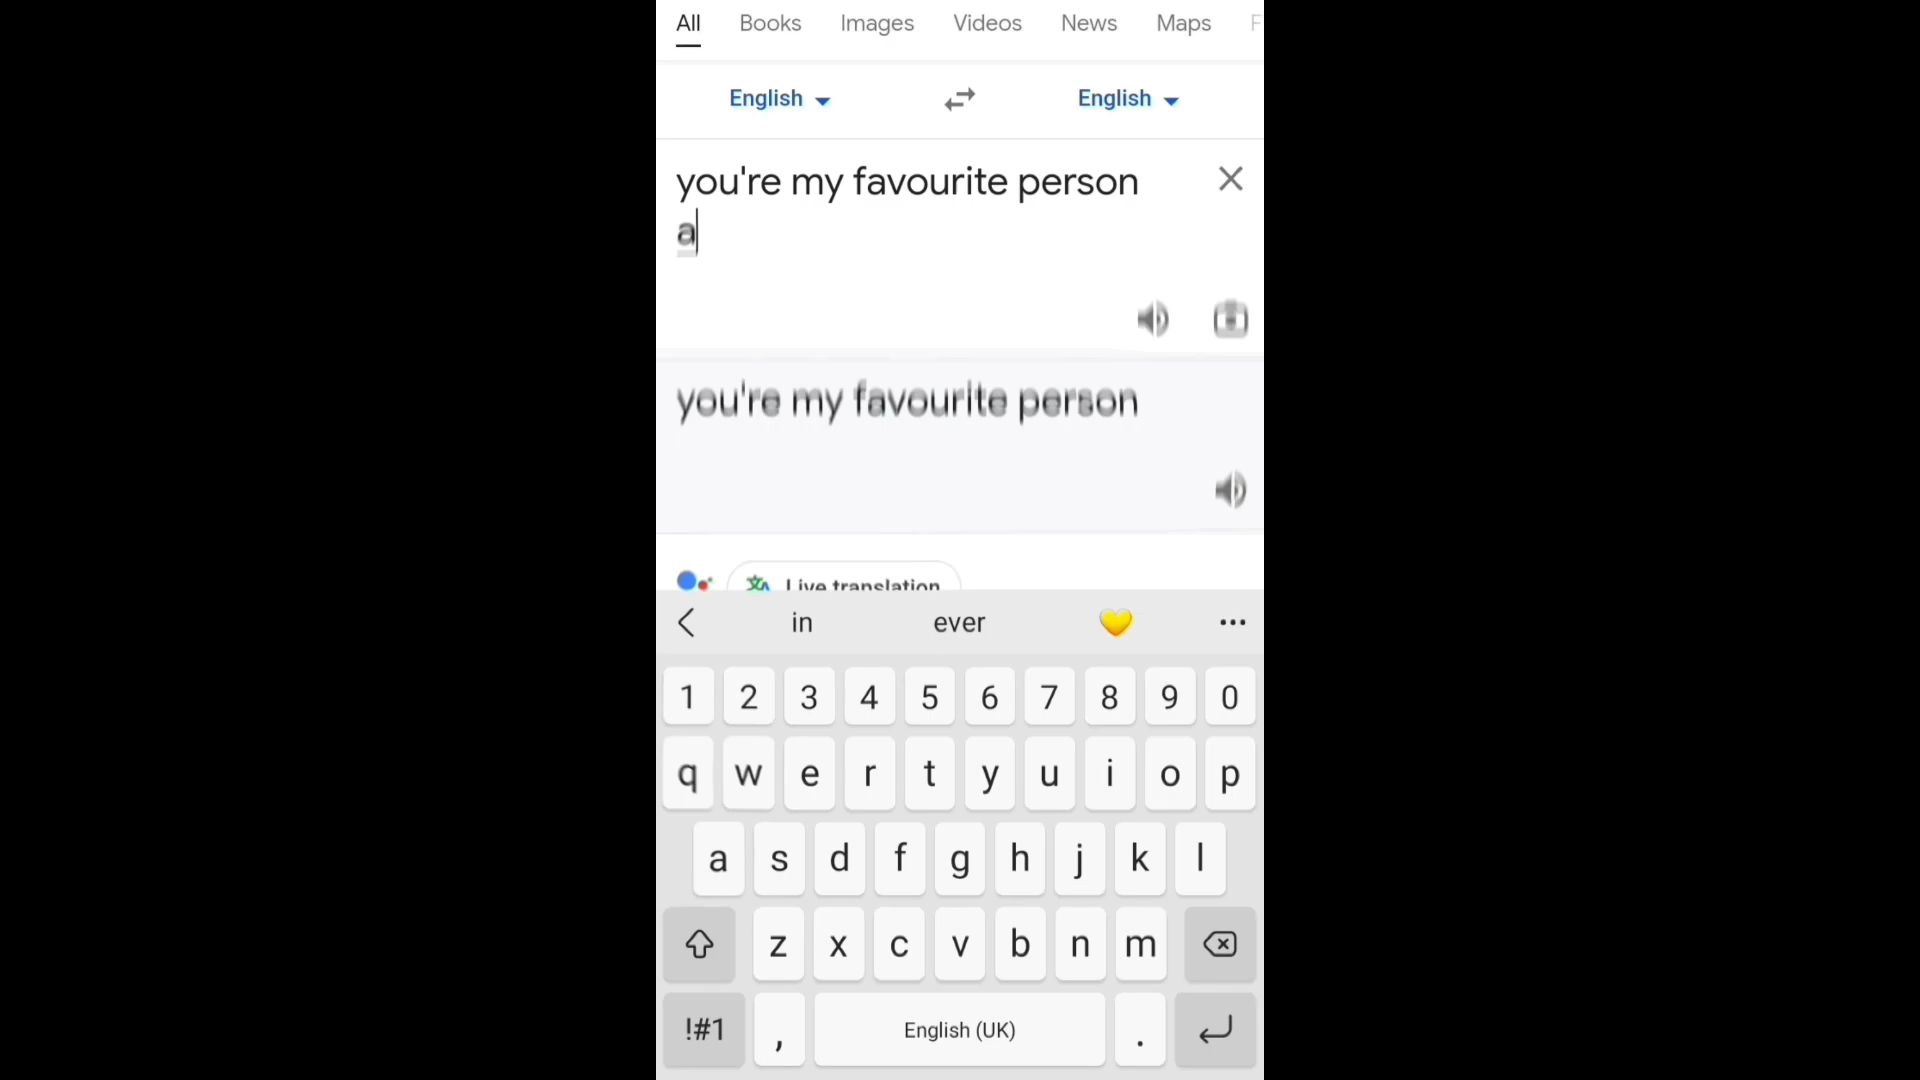 All Books Images Videos News Maps F
English English
you're my favourite person
a
you're my favourite person
Live translation
in ever
1 2 3 4 5 6 7 8 9 0
q w e r t y u i o p
a s d f g h j k l
z x c v b n m
!#1 , English (UK) .